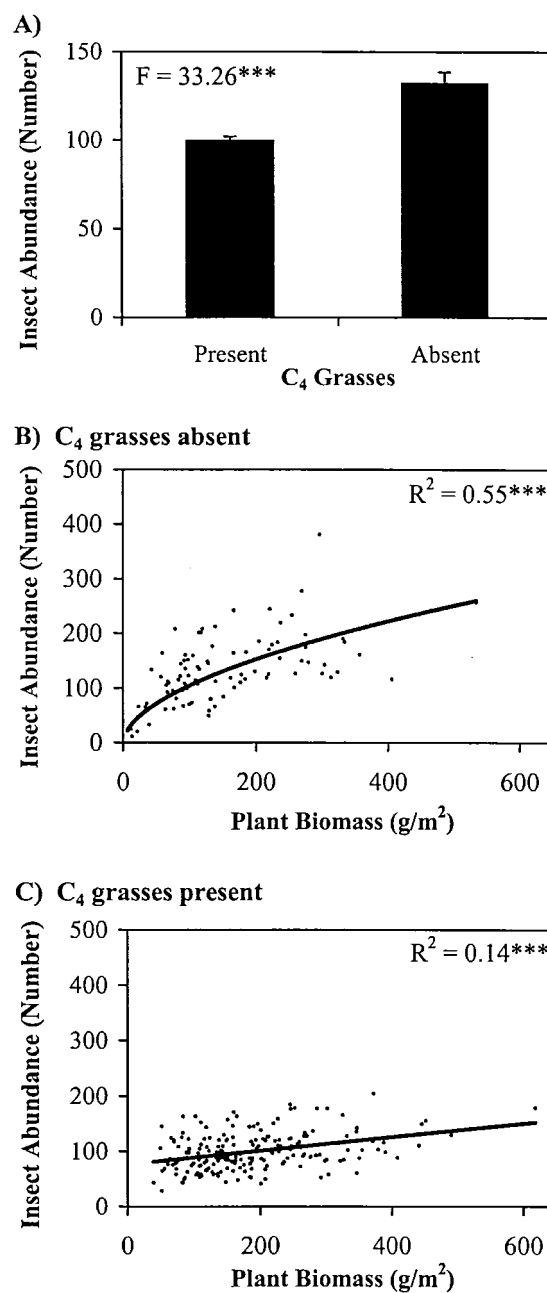 A)
Insect Abundance (Number)
150
100
50
0
F = 33.26***
Present Absent
C₄ Grasses
B) C₄ grasses absent
Insect Abundance (Number)
500
400
300
200
100
0
R² = 0.55***
0 200 400 600
Plant Biomass (g/m²)
C) C₄ grasses present
Insect Abundance (Number)
500
400
300
200
100
0
R² = 0.14***
0 200 400 600
Plant Biomass (g/m²)